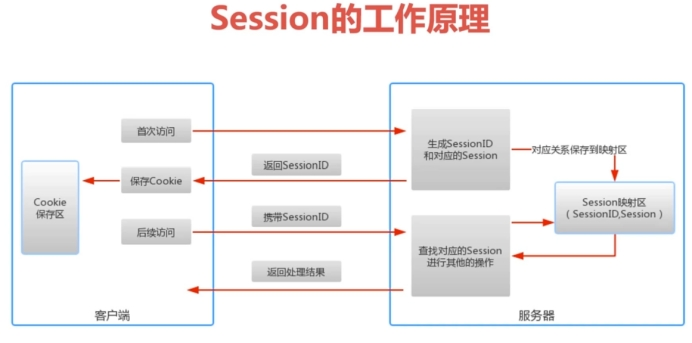 Session的工作原理
首次访问
生成SessionID
和对应的Session
对应关系保存到映射区
返回SessionID
保存Cookie
Cookie
保存区
Session映射区
（SessionID,Session）
携带SessionID
后续访问
查找对应的Session
进行其他的操作
返回处理结果
客户端
服务器